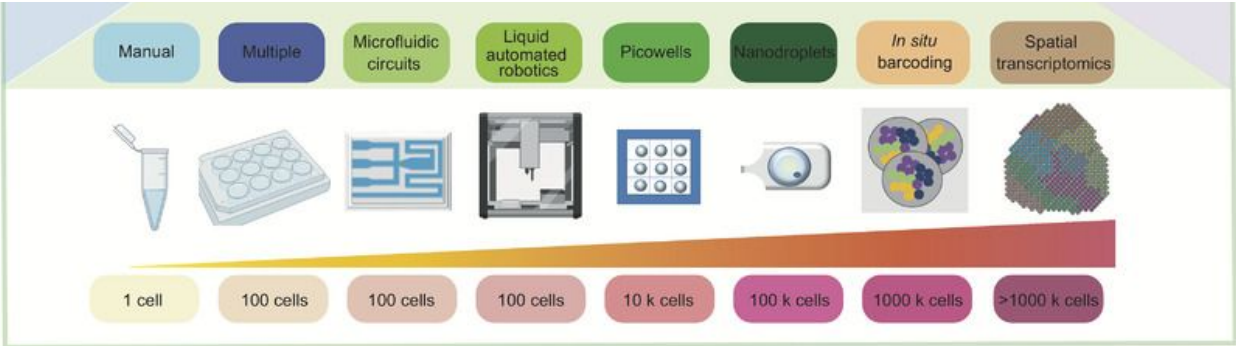 Manual
Multiple
Microfluidic
circuits
Liquid
automated
robotics
Picowells
Nanodroplets
In situ
barcoding
Spatial
transcriptomics
1 cell
100 cells
100 cells
100 cells
10 k cells
100 k cells
1000 k cells
>1000 k cells